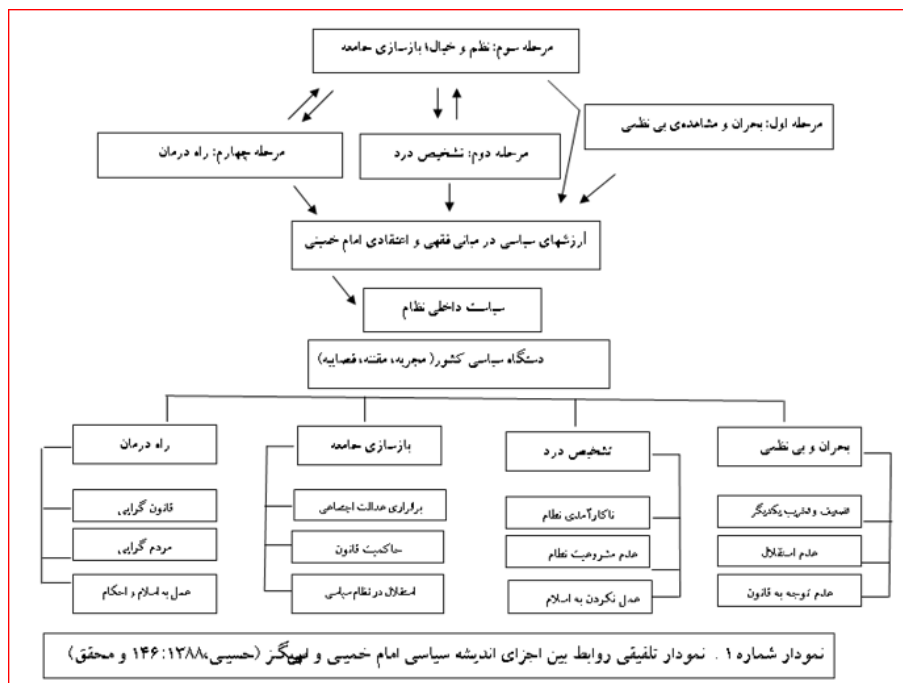 مرحله سوم: نظم و خیال؛ بازسازی جامعه
مرحله اول: بحران و مشاهده‌ی بی نظمی
مرحله دوم: تشخیص درد
مرحله چهارم: راه درمان
ارزشهای سیاسی در مبانی فقهی و اعتقادی امام خمینی
سیاست داخلی نظام
دستگاه سیاسی کشور( مجریه، مقننه، قضاییه)
بحران و بی نظمی
تشخیص درد
بازسازی جامعه
راه درمان
تضعیف و تخریب یکدیگر
عدم استقلال
عدم توجه به قانون
ناکارآمدی نظام
عدم مشروعیت نظام
عمل نکردن به اسلام
برقراری عدالت اجتماعی
حاکمیت قانون
استقلال در نظام سیاسی
قانون گرایی
مردم گرایی
عمل به اسلام و احکام
نمودار شماره ۱ . نمودار تلفیقی روابط بین اجزای اندیشه سیاسی امام خمینی و (حسینی،۱۴۶:۱۳۸۸ و محقق)